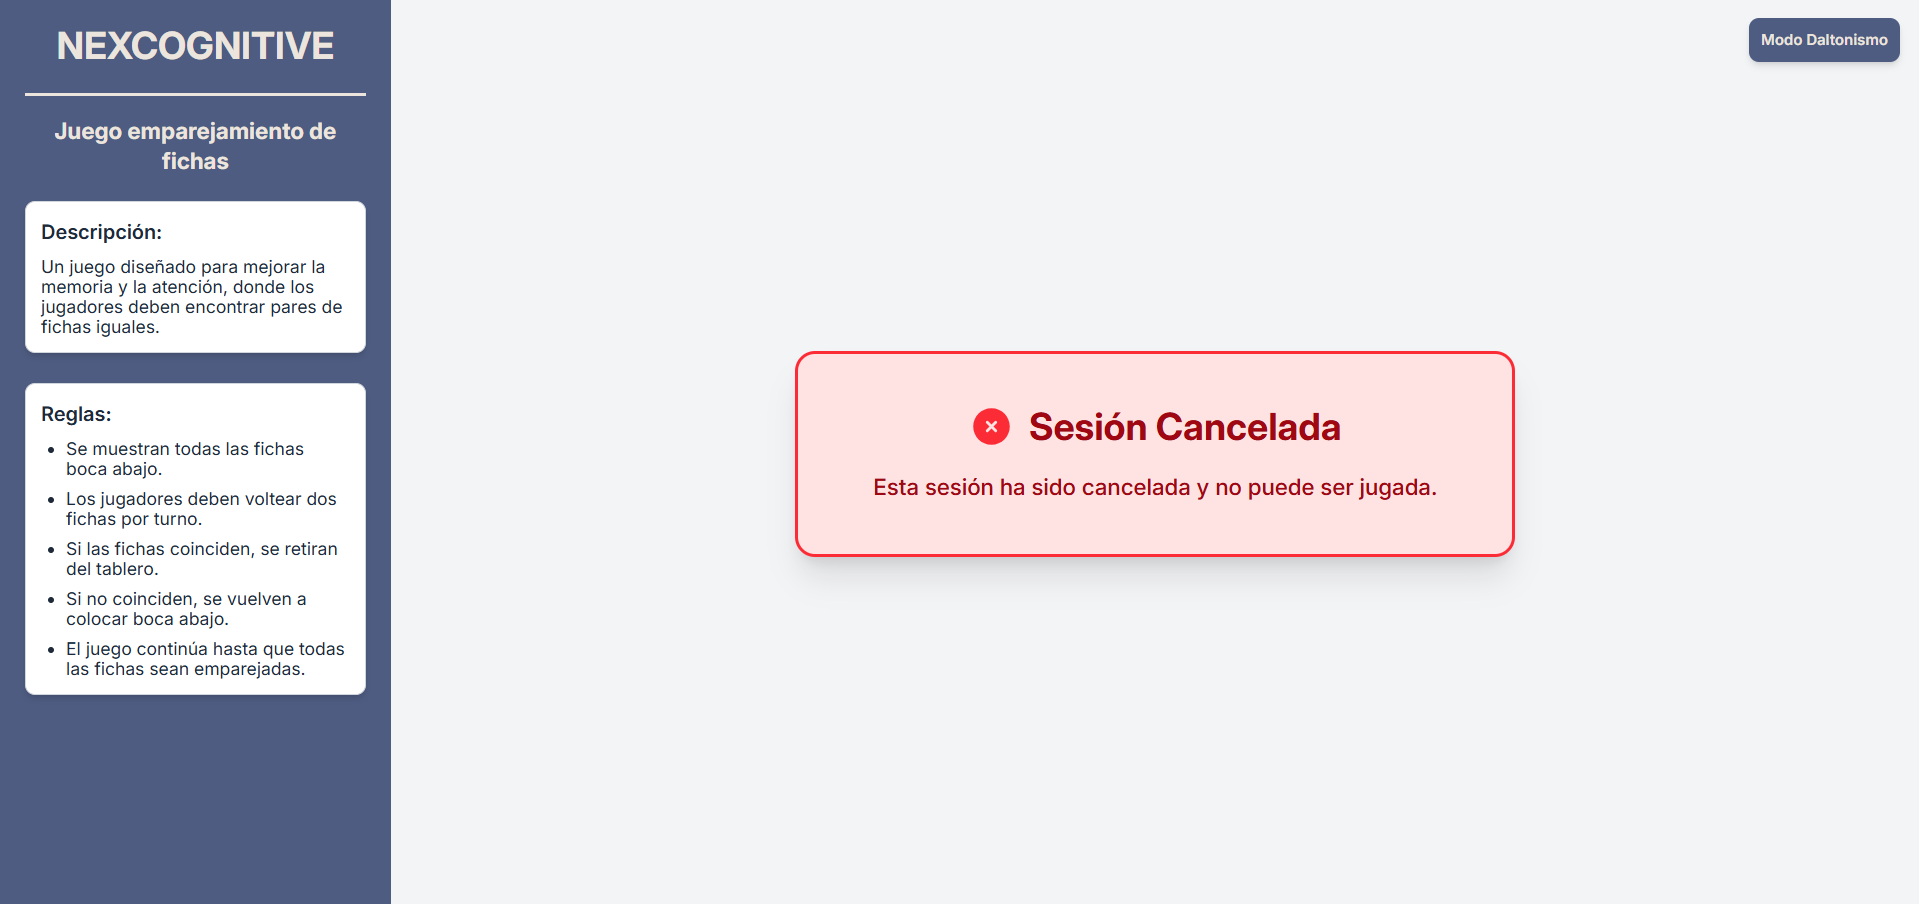 NEXCOGNITIVE
Juego emparejamiento de
fichas
Descripción:
Un juego diseñado para mejorar la
memoria y la atención, donde los
jugadores deben encontrar pares de
fichas iguales.
Reglas:
Se muestran todas las fichas
boca abajo.
Los jugadores deben voltear dos
fichas por turno.
Si las fichas coinciden, se retiran
del tablero.
Si no coinciden, se vuelven a
colocar boca abajo.
El juego continúa hasta que todas
las fichas sean emparejadas.
Modo Daltonismo
Sesión Cancelada
Esta sesión ha sido cancelada y no puede ser jugada.